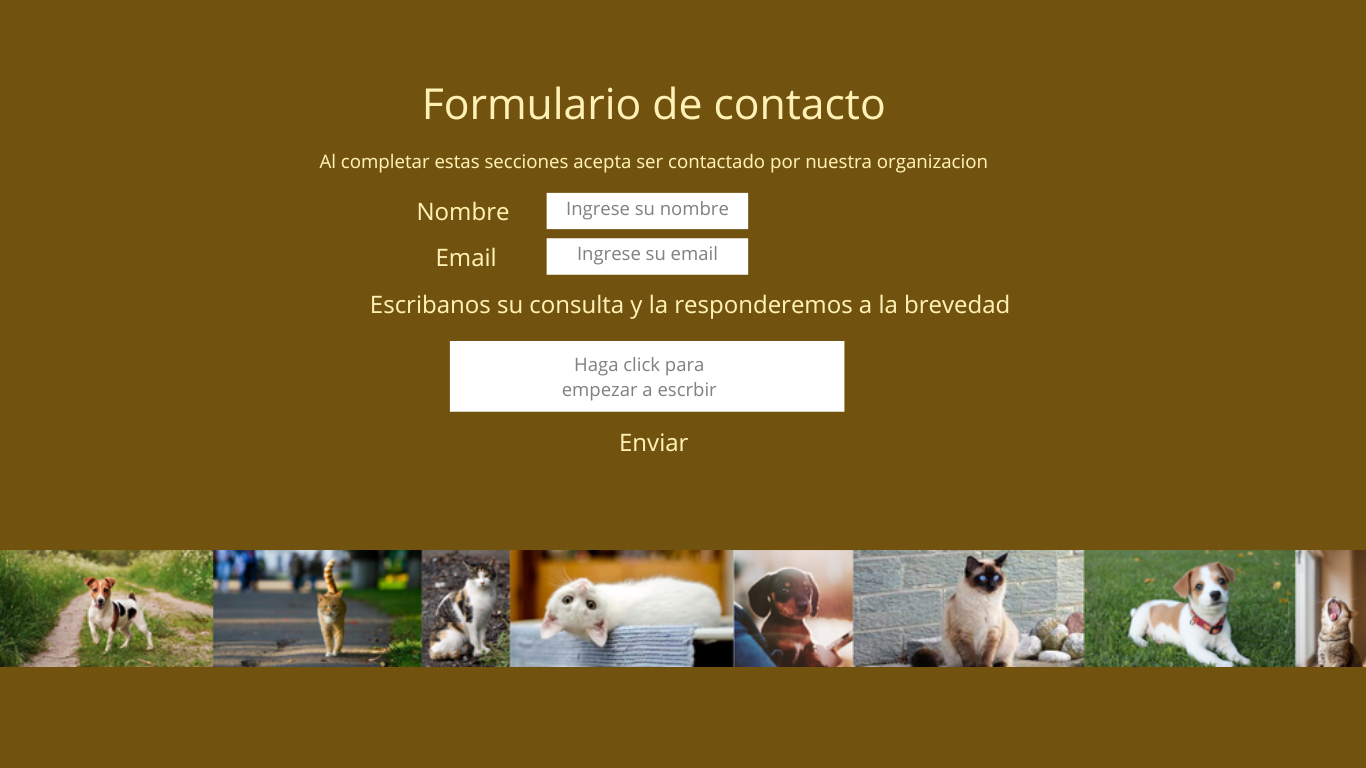 Formulario de contacto
Al completar estas secciones acepta ser contactado por nuestra organizacion
Nombre Ingrese su nombre
Email Ingrese su email
Escribanos su consulta y la responderemos a la brevedad
Haga click para
empezar a escrbir
Enviar